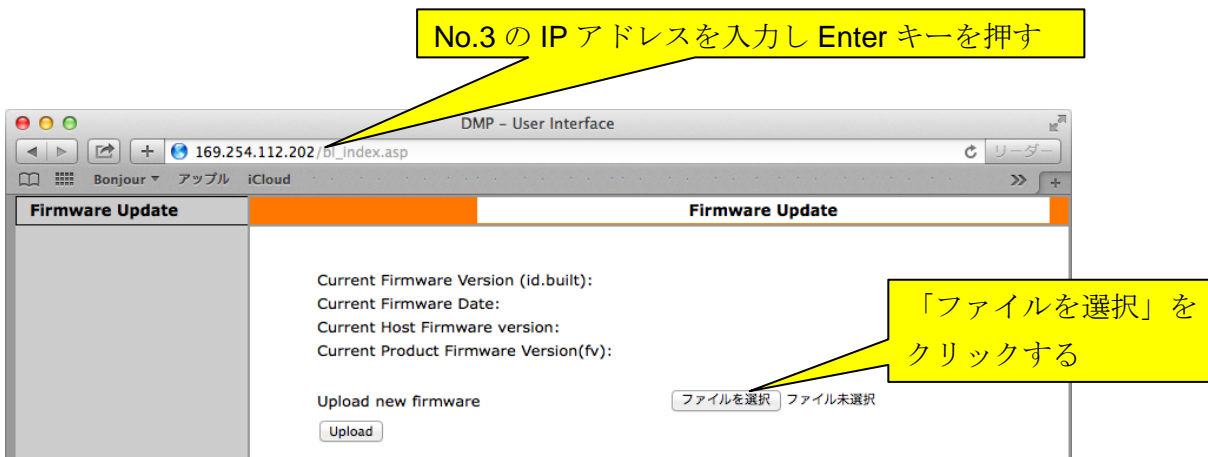 No.3 の IP アドレスを入力し Enter キーを押す
DMP – User Interface
169.254.112.202/bl_index.asp
リーダー
Bonjour ▼ アップル iCloud
Firmware Update
Firmware Update
Current Firmware Version (id.built):
Current Firmware Date:
Current Host Firmware version:
Current Product Firmware Version(fv):
「ファイルを選択」を
クリックする
Upload new firmware
ファイルを選択 ファイル未選択
Upload